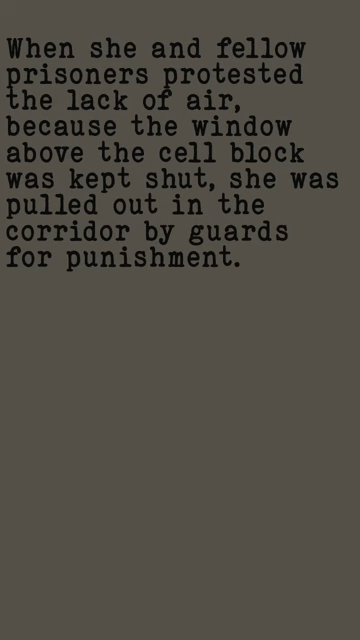 When she and fellow
prisoners protested
the lack of air,
because the window
above the cell block
was kept shut, she was
pulled out in the
corridor by guards
for punishment.